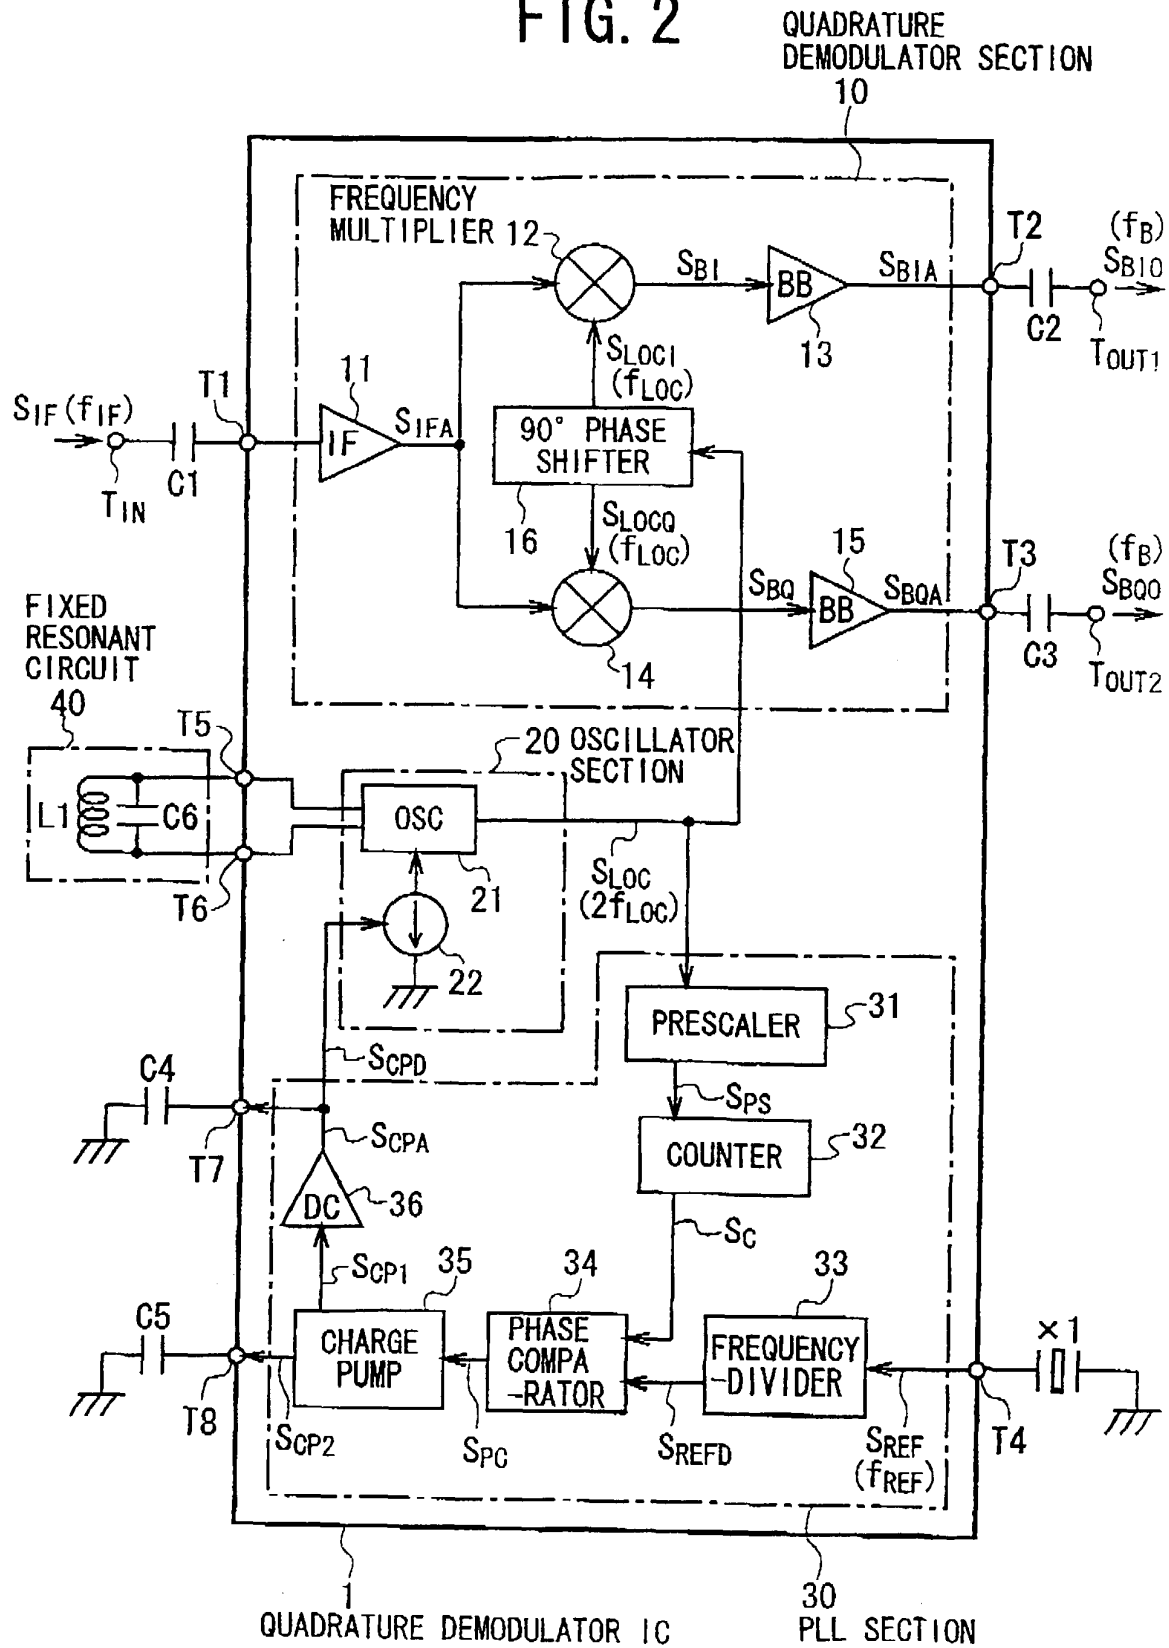 FIG. 2
QUADRATURE
DEMODULATOR SECTION
10
FREQUENCY
MULTIPLIER 12
SBI
BB
13
SBIA
T2
C2
(fB)
SBIO
TOUT1
SIF(fIF)
TIN
C1
T1
11
IF
SIFA
SLOCI
(fLOC)
90° PHASE
SHIFTER
16
SLOCQ
(fLOC)
14
SBQ
15
BB
SBQA
T3
C3
(fB)
SBQO
TOUT2
FIXED
RESONANT
CIRCUIT
40
L1
C6
T5
T6
20 OSCILLATOR
SECTION
OSC
21
22
SLOC
(2fLOC)
PRESCALER
31
SPS
COUNTER
32
SC
SCPD
C4
T7
SCPA
DC
36
SCP1
C5
T8
SCP2
CHARGE
PUMP
35
SPC
PHASE
COMPA
-RATOR
34
SREFD
FREQUENCY
-DIVIDER
33
SREF
(fREF)
T4
×1
1
QUADRATURE DEMODULATOR IC
30
PLL SECTION